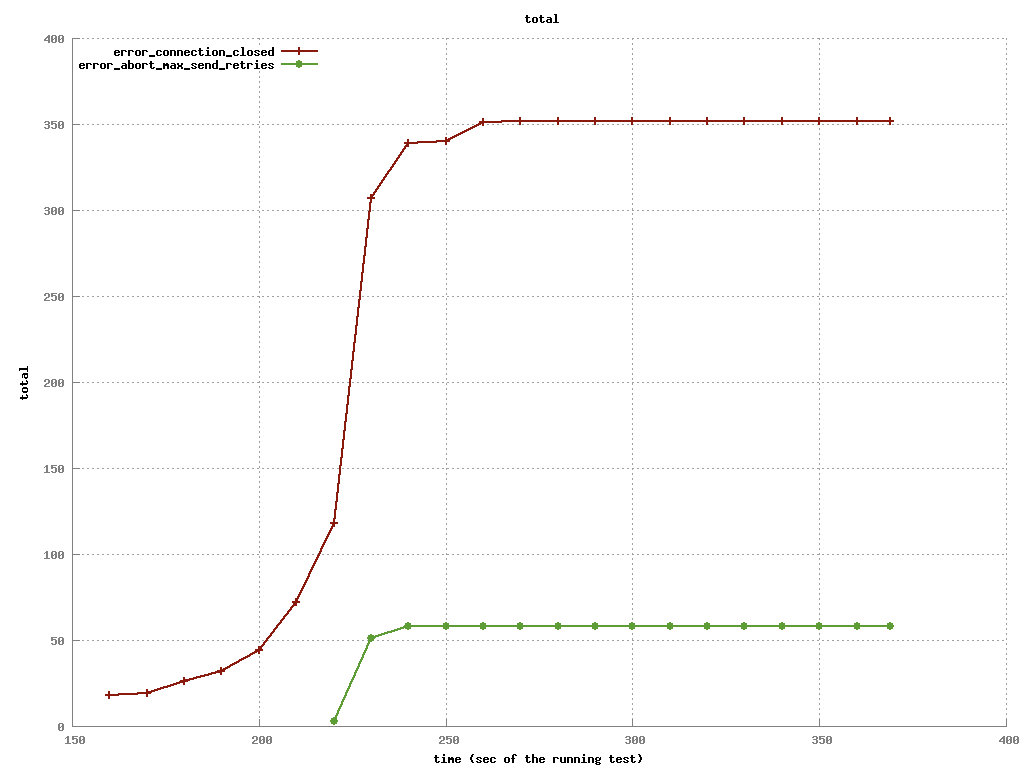 total
error_connection_closed
error_abort_max_send_retries
400
350
300
250
200
150
100
50
0
total
150 200 250 300 350 400
time (sec of the running test)